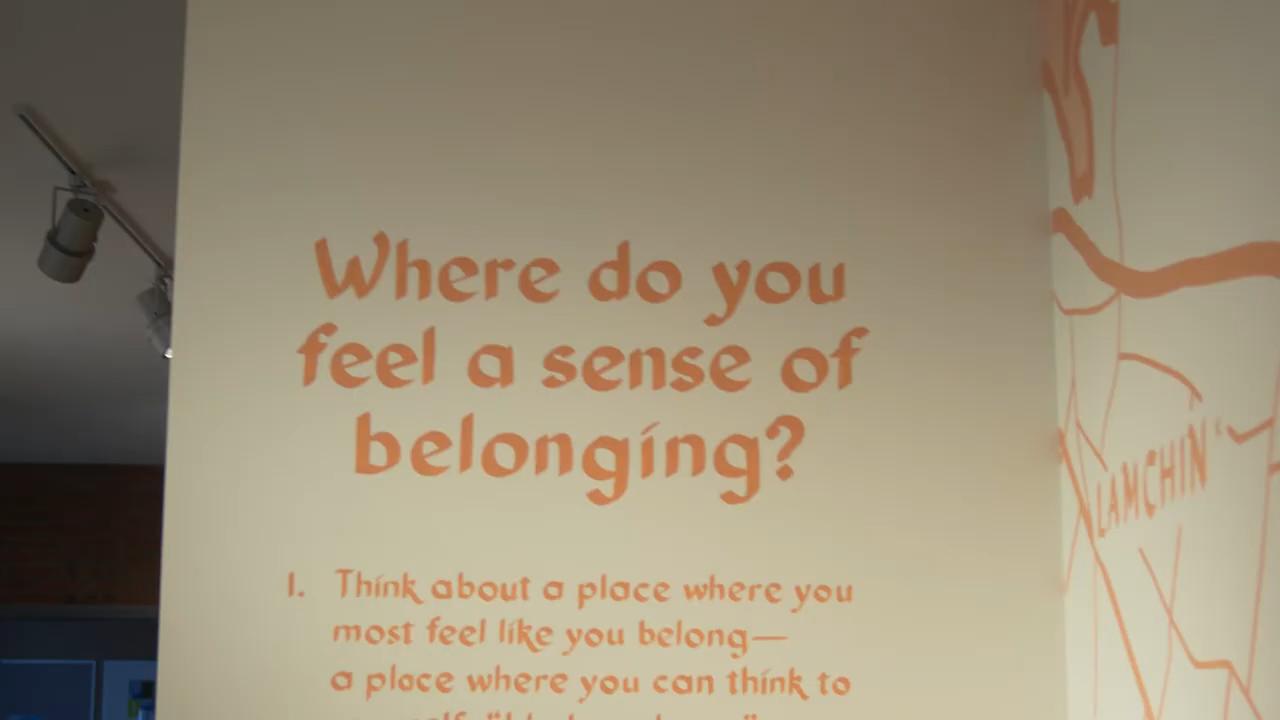 Where do you
feel a sense of
belonging?
1. Think about a place where you
most feel like you belong—
a place where you can think to
LAMCHIN